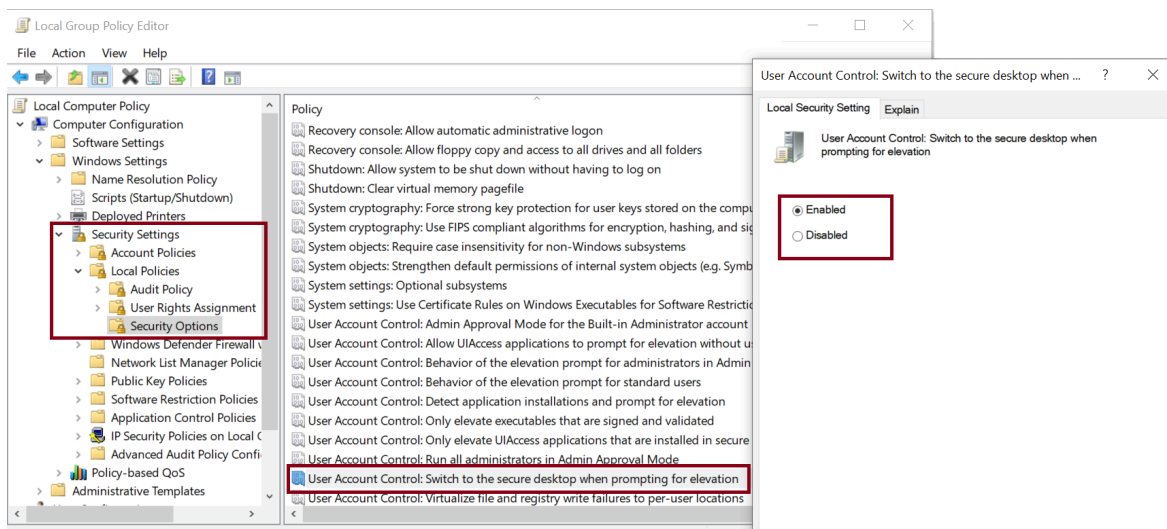 Local Group Policy Editor
File Action View Help
Local Computer Policy
Computer Configuration
Software Settings
Windows Settings
Name Resolution Policy
Scripts (Startup/Shutdown)
Deployed Printers
Security Settings
Account Policies
Local Policies
Audit Policy
User Rights Assignment
Security Options
Windows Defender Firewall
Network List Manager Policie
Public Key Policies
Software Restriction Policies
Application Control Policies
IP Security Policies on Local
Advanced Audit Policy Confi
Policy-based QoS
Administrative Templates
Policy
Recovery console: Allow automatic administrative logon
Recovery console: Allow floppy copy and access to all drives and all folders
Shutdown: Allow system to be shut down without having to log on
Shutdown: Clear virtual memory pagefile
System cryptography: Force strong key protection for user keys stored on the compu
System cryptography: Use FIPS compliant algorithms for encryption, hashing, and sig
System objects: Require case insensitivity for non-Windows subsystems
System objects: Strengthen default permissions of internal system objects (e.g. Symb
System settings: Optional subsystems
System settings: Use Certificate Rules on Windows Executables for Software Restrictic
User Account Control: Admin Approval Mode for the Built-in Administrator account
User Account Control: Allow UIAccess applications to prompt for elevation without u
User Account Control: Behavior of the elevation prompt for administrators in Admin
User Account Control: Behavior of the elevation prompt for standard users
User Account Control: Detect application installations and prompt for elevation
User Account Control: Only elevate executables that are signed and validated
User Account Control: Only elevate UIAccess applications that are installed in secure
User Account Control: Run all administrators in Admin Approval Mode
User Account Control: Switch to the secure desktop when prompting for elevation
User Account Control: Virtualize file and registry write failures to per-user locations
User Account Control: Switch to the secure desktop when ... ?
Local Security Setting Explain
User Account Control: Switch to the secure desktop when
prompting for elevation
Enabled
Disabled